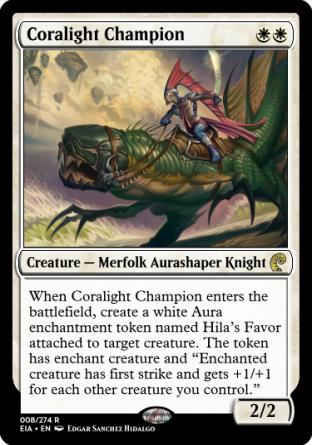 Coralight Champion
Creature — Merfolk Aurashaper Knight
When Coralight Champion enters the
battlefield, create a white Aura
enchantment token named Hila's Favor
attached to target creature. The token
has enchant creature and “Enchanted
creature has first strike and gets +1/+1
for each other creature you control.”
2/2
008/274 R
EIA • EN Edgar Sanchez Hidalgo